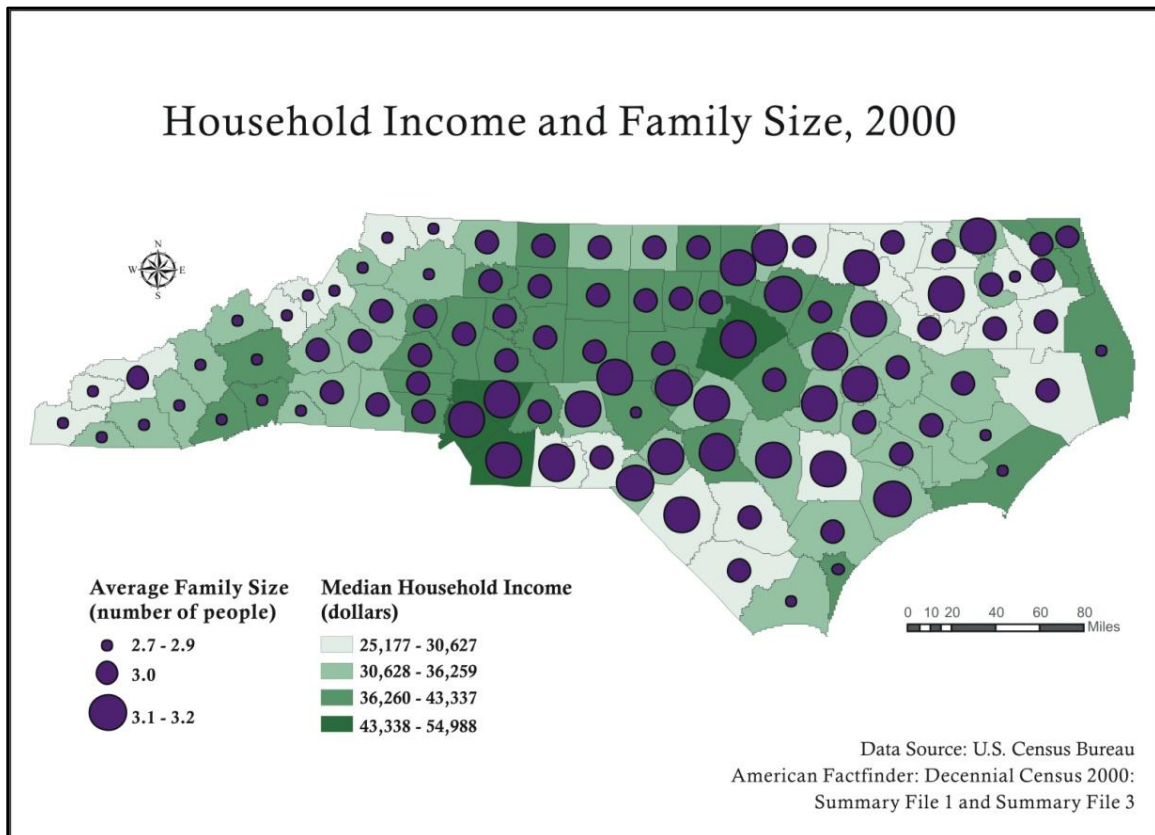 Household Income and Family Size, 2000
N
W E
S
Average Family Size
(number of people)
2.7 - 2.9
3.0
3.1 - 3.2
Median Household Income
(dollars)
25,177 - 30,627
30,628 - 36,259
36,260 - 43,337
43,338 - 54,988
0 10 20 40 60 80
Miles
Data Source: U.S. Census Bureau
American Factfinder: Decennial Census 2000:
Summary File 1 and Summary File 3